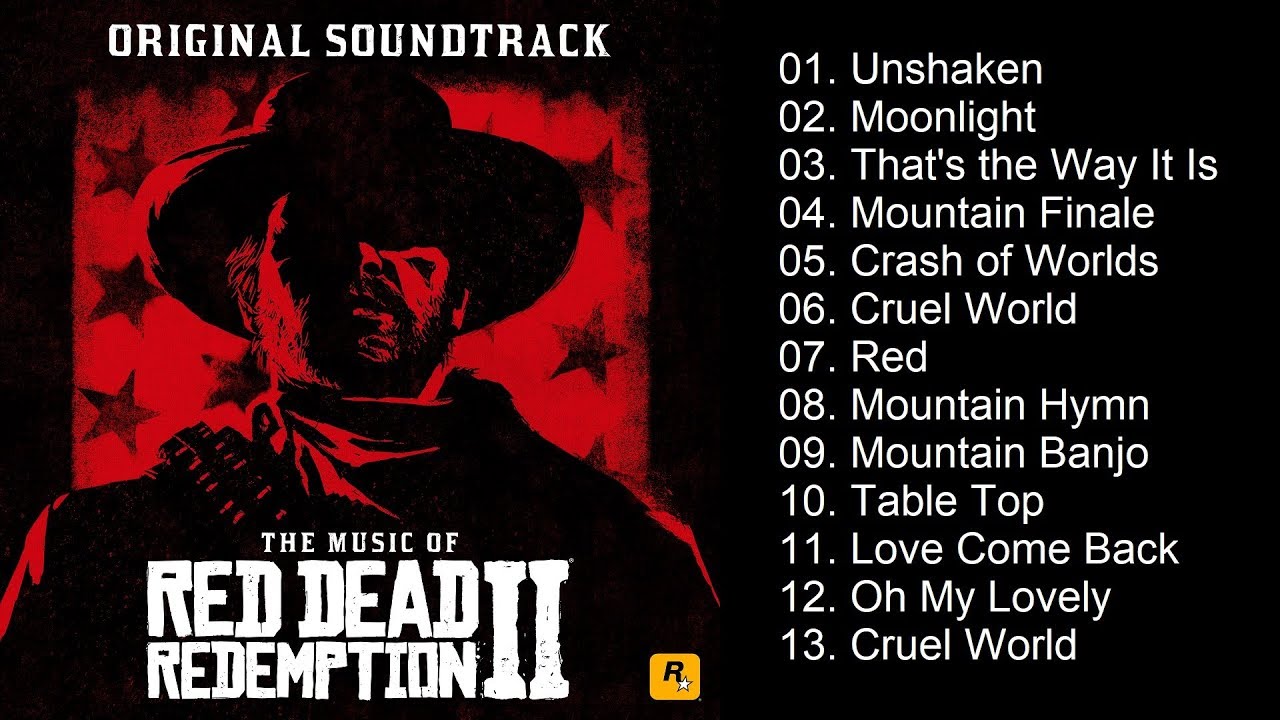 ORIGINAL SOUNDTRACK
THE MUSIC OF
RED DEAD
REDEMPTION II
R
01. Unshaken
02. Moonlight
03. That's the Way It Is
04. Mountain Finale
05. Crash of Worlds
06. Cruel World
07. Red
08. Mountain Hymn
09. Mountain Banjo
10. Table Top
11. Love Come Back
12. Oh My Lovely
13. Cruel World